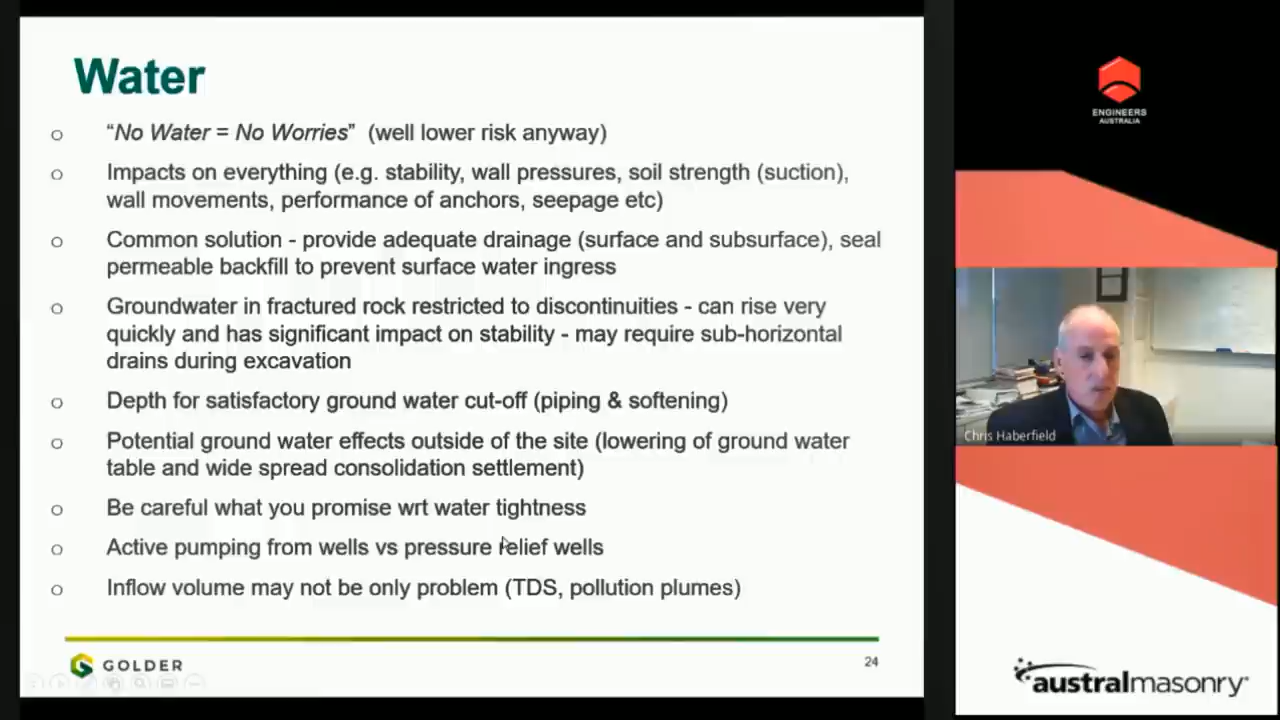 Water
o "No Water = No Worries" (well lower risk anyway)
o Impacts on everything (e.g. stability, wall pressures, soil strength (suction),
wall movements, performance of anchors, seepage etc)
o Common solution - provide adequate drainage (surface and subsurface), seal
permeable backfill to prevent surface water ingress
o Groundwater in fractured rock restricted to discontinuities - can rise very
quickly and has significant impact on stability - may require sub-horizontal
drains during excavation
o Depth for satisfactory ground water cut-off (piping & softening)
o Potential ground water effects outside of the site (lowering of ground water
table and wide spread consolidation settlement)
o Be careful what you promise wrt water tightness
o Active pumping from wells vs pressure relief wells
o Inflow volume may not be only problem (TDS, pollution plumes)
GOLDER
24
ENGINEERS
AUSTRALIA
Chris Haberfield
australmasonry